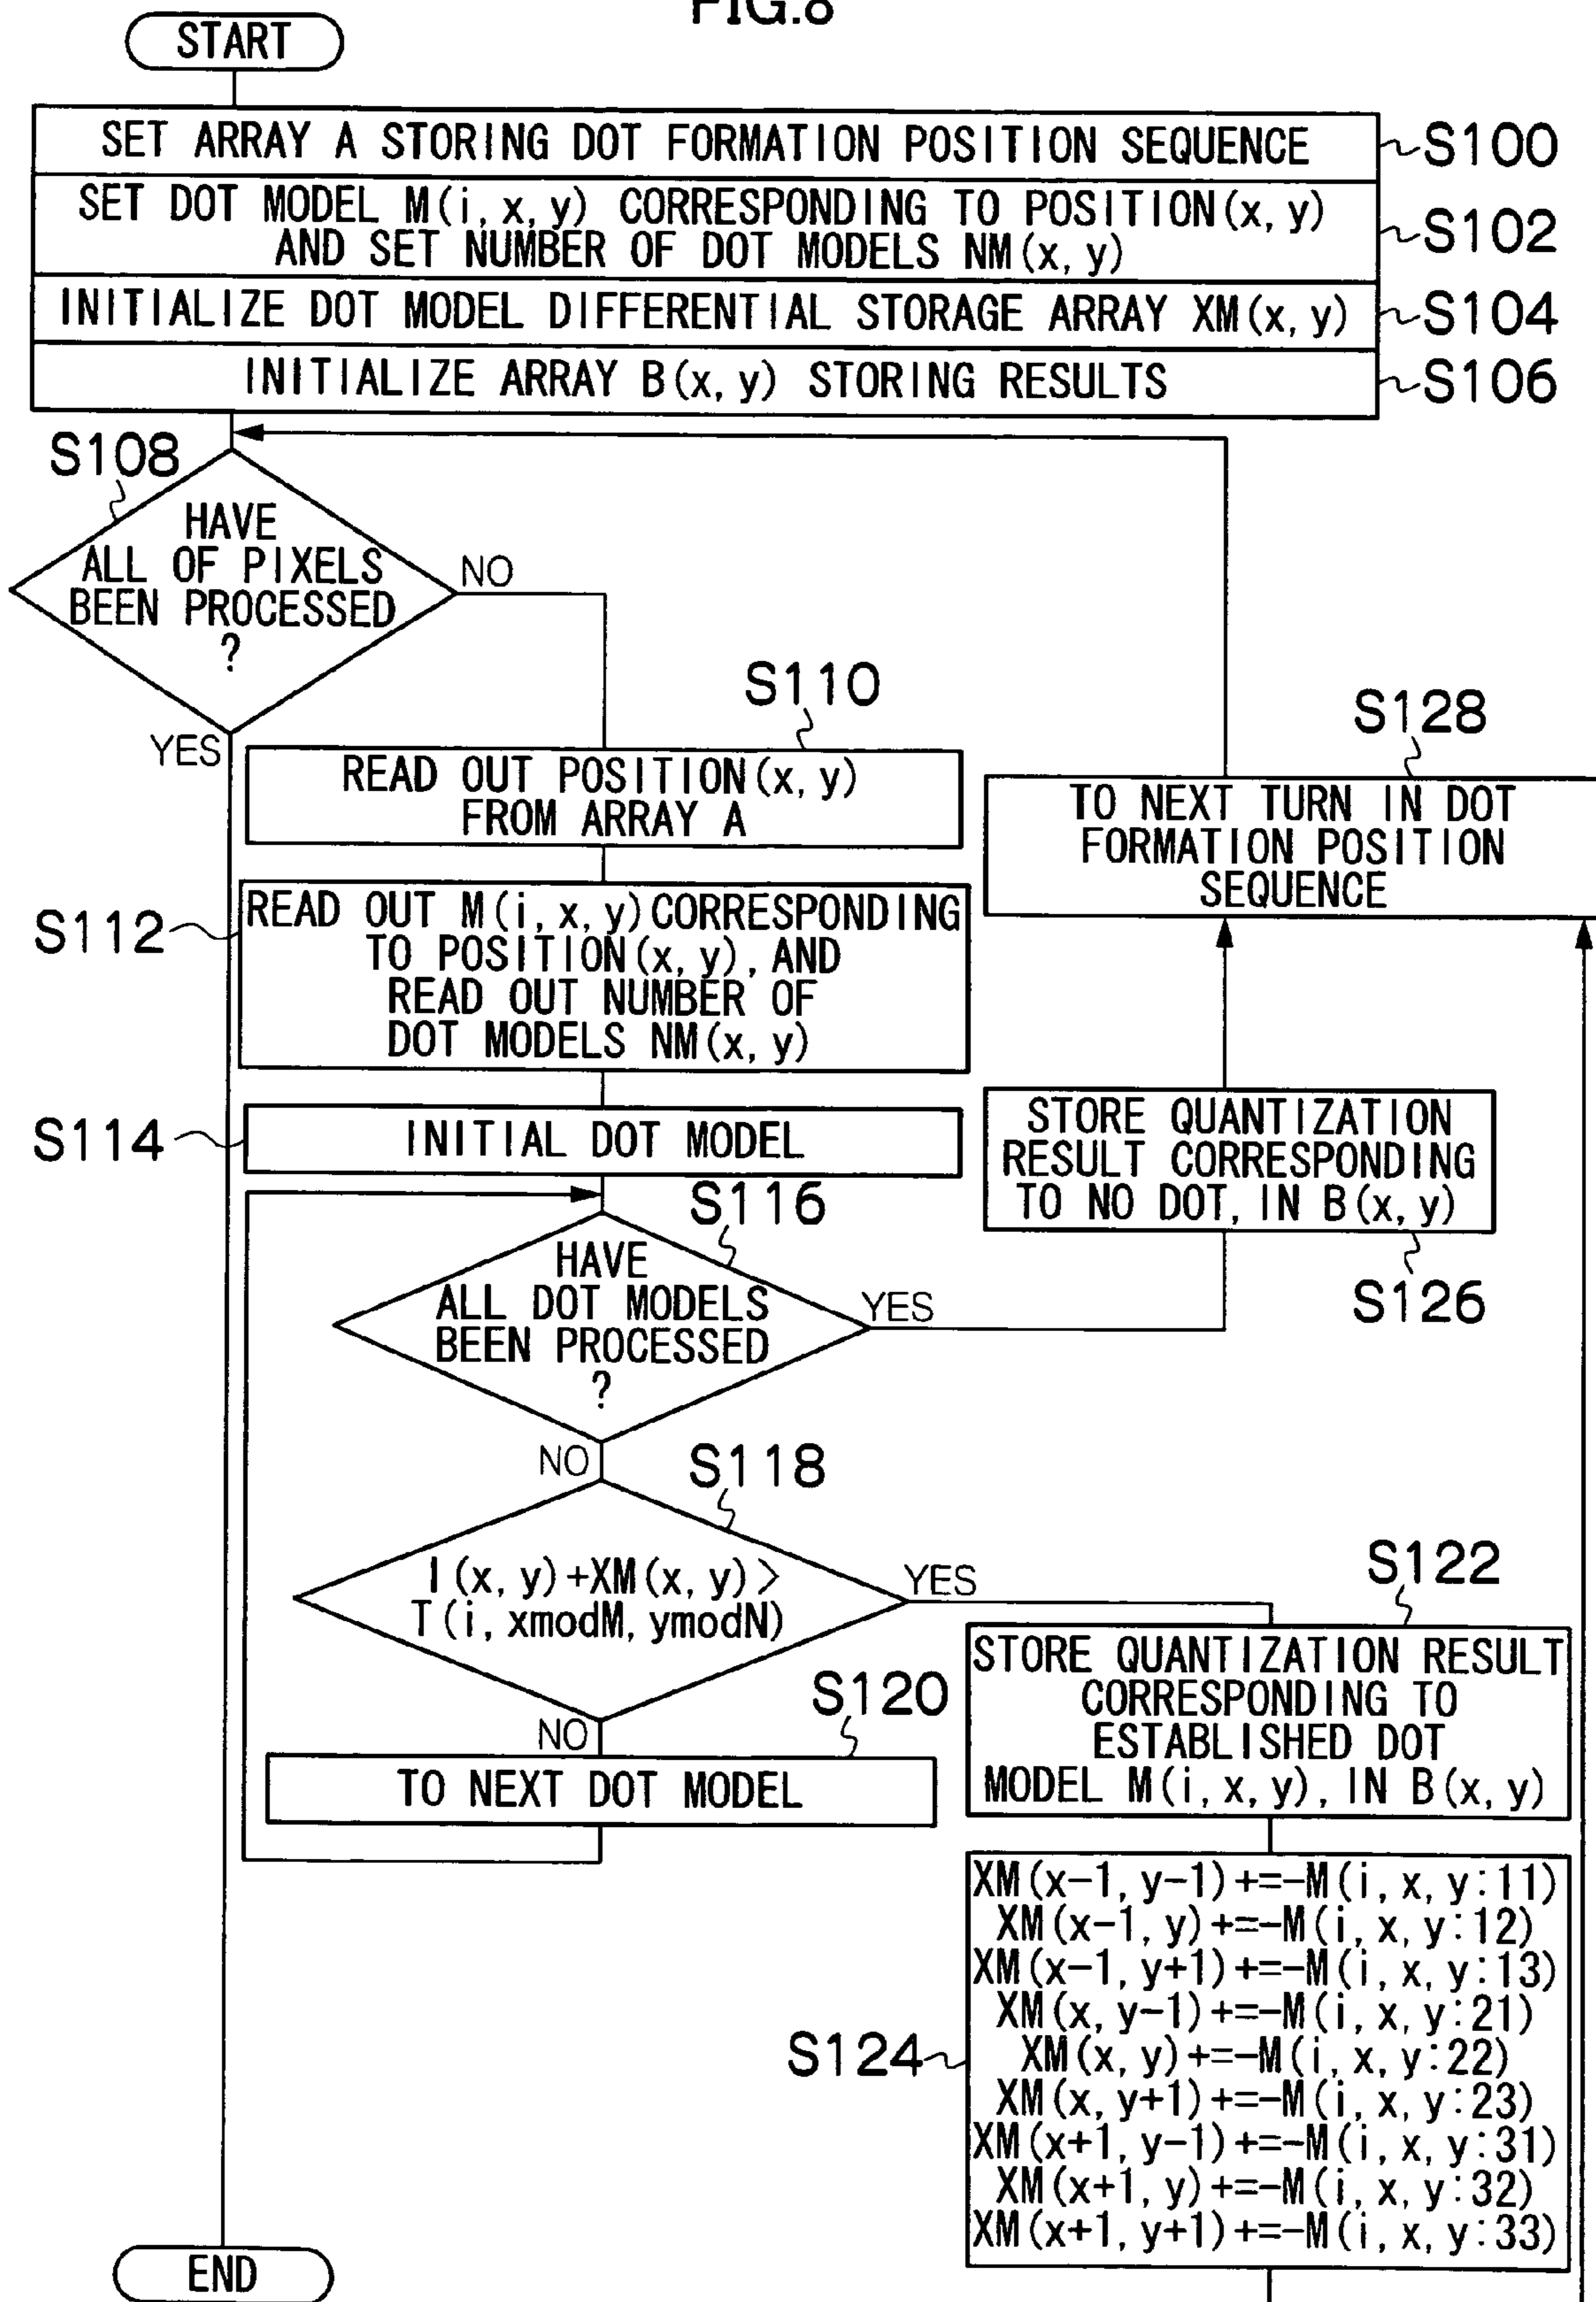 FIG.8
START
SET ARRAY A STORING DOT FORMATION POSITION SEQUENCE
S100
SET DOT MODEL M(i, x, y) CORRESPONDING TO POSITION(x, y)
AND SET NUMBER OF DOT MODELS NM(x, y)
S102
INITIALIZE DOT MODEL DIFFERENTIAL STORAGE ARRAY XM(x, y)
S104
INITIALIZE ARRAY B(x, y) STORING RESULTS
S106
S108
HAVE
ALL OF PIXELS
BEEN PROCESSED
?
NO
YES
S110
READ OUT POSITION(x, y)
FROM ARRAY A
S128
TO NEXT TURN IN DOT
FORMATION POSITION
SEQUENCE
S112
READ OUT M(i, x, y)CORRESPONDING
TO POSITION(x, y), AND
READ OUT NUMBER OF
DOT MODELS NM(x, y)
S114
INITIAL DOT MODEL
STORE QUANTIZATION
RESULT CORRESPONDING
TO NO DOT, IN B(x, y)
S126
S116
HAVE
ALL DOT MODELS
BEEN PROCESSED
?
YES
NO
S118
I(x, y)+XM(x, y)>
T(i, xmodM, ymodN)
YES
NO
S120
TO NEXT DOT MODEL
S122
STORE QUANTIZATION RESULT
CORRESPONDING TO
ESTABLISHED DOT
MODEL M(i, x, y), IN B(x, y)
S124
XM(x-1, y-1)+=-M(i, x, y:11)
XM(x-1, y)+=-M(i, x, y:12)
XM(x-1, y+1)+=-M(i, x, y:13)
XM(x, y-1)+=-M(i, x, y:21)
XM(x, y)+=-M(i, x, y:22)
XM(x, y+1)+=-M(i, x, y:23)
XM(x+1, y-1)+=-M(i, x, y:31)
XM(x+1, y)+=-M(i, x, y:32)
XM(x+1, y+1)+=-M(i, x, y:33)
END